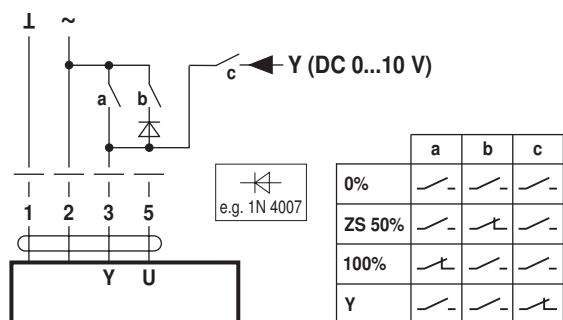 ⊥ ~
c Y (DC 0...10 V)
a b
e.g. 1N 4007
1 2 3 5
Y U
a b c
0%
ZS 50%
100%
Y